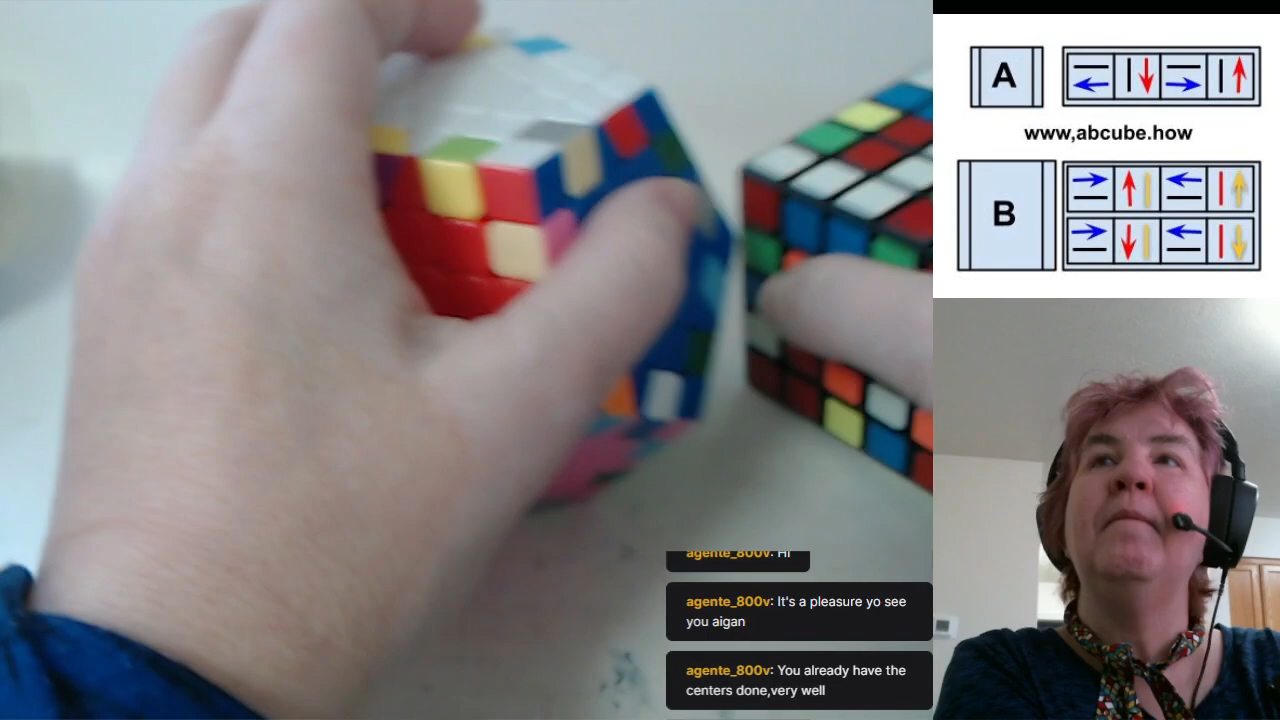 A
www,abcube.how
B
agente_800v: Hi
agente_800v: It's a pleasure yo see
you aigan
agente_800v: You already have the
centers done,very well